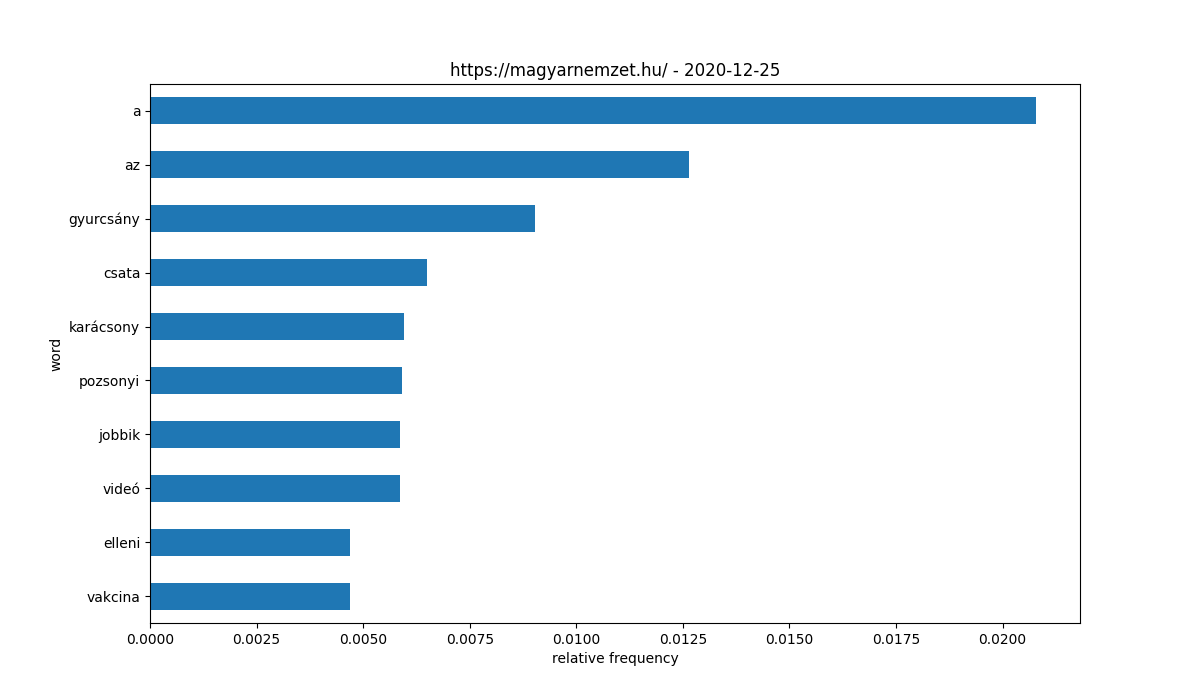 https://magyarnemzet.hu/ - 2020-12-25
word
a
az
gyurcsány
csata
karácsony
pozsonyi
jobbik
videó
elleni
vakcina
0.0000 0.0025 0.0050 0.0075 0.0100 0.0125 0.0150 0.0175 0.0200
relative frequency